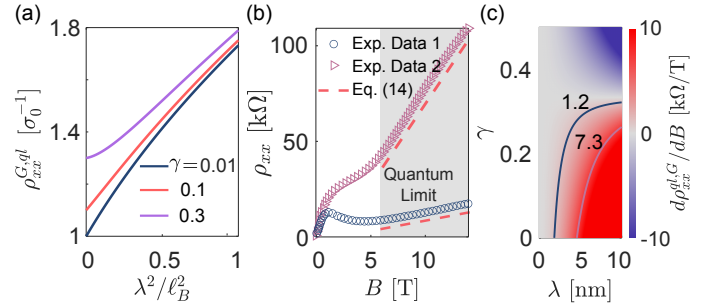 (a)
1.8
1.4
1
ρ_{xx}^{G,ql} [σ_0^{-1}]
γ=0.01
0.1
0.3
0
0.5
1
λ²/ℓ_B²
(b)
100
50
0
ρ_{xx} [kΩ]
Exp. Data 1
Exp. Data 2
Eq. (14)
Quantum
Limit
0
5
10
B [T]
(c)
0.4
0.2
0
γ
1.2
7.3
0
5
10
λ [nm]
10
0
-10
dρ_{xx}^{ql,G}/dB [kΩ/T]